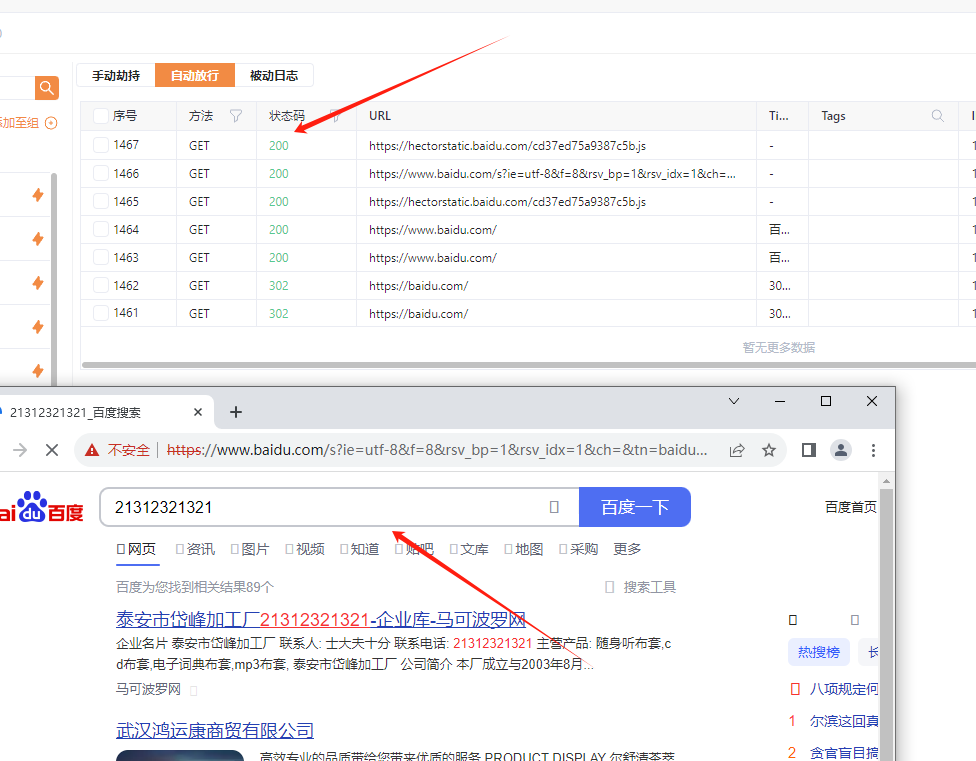 手动劫持 自动放行 被动日志
添加至组
序号 方法 状态码 URL Ti... Tags
1467 GET 200 https://hectorstatic.baidu.com/cd37ed75a9387c5b.js -
1466 GET 200 https://www.baidu.com/s?ie=utf-8&f=8&rsv_bp=1&rsv_idx=1&ch=... -
1465 GET 200 https://hectorstatic.baidu.com/cd37ed75a9387c5b.js -
1464 GET 200 https://www.baidu.com/ 百...
1463 GET 200 https://www.baidu.com/ 百...
1462 GET 302 https://baidu.com/ 30...
1461 GET 302 https://baidu.com/ 30...
暂无更多数据
21312321321_百度搜索
不安全 https://www.baidu.com/s?ie=utf-8&f=8&rsv_bp=1&rsv_idx=1&ch=&tn=baidu...
ai du 百度 21312321321 百度一下 百度首页
网页 资讯 图片 视频 知道 贴吧 文库 地图 采购 更多
百度为您找到相关结果89个 搜索工具
泰安市岱峰加工厂21312321321-企业库-马可波罗网
企业名片 泰安市岱峰加工厂 联系人: 士大夫十分 联系电话: 21312321321 主营产品: 随身听布套,c
d布套,电子词典布套,mp3布套, 泰安市岱峰加工厂 公司简介 本厂成立与2003年8月...
马可波罗网
热搜榜
八项规定何
1 尔滨这回真
2 贪官盲目搞
武汉鸿运康商贸有限公司
高效专业的品质带给您带来优质的服务 PRODUCT DISPLAY 尔舒清荟萃